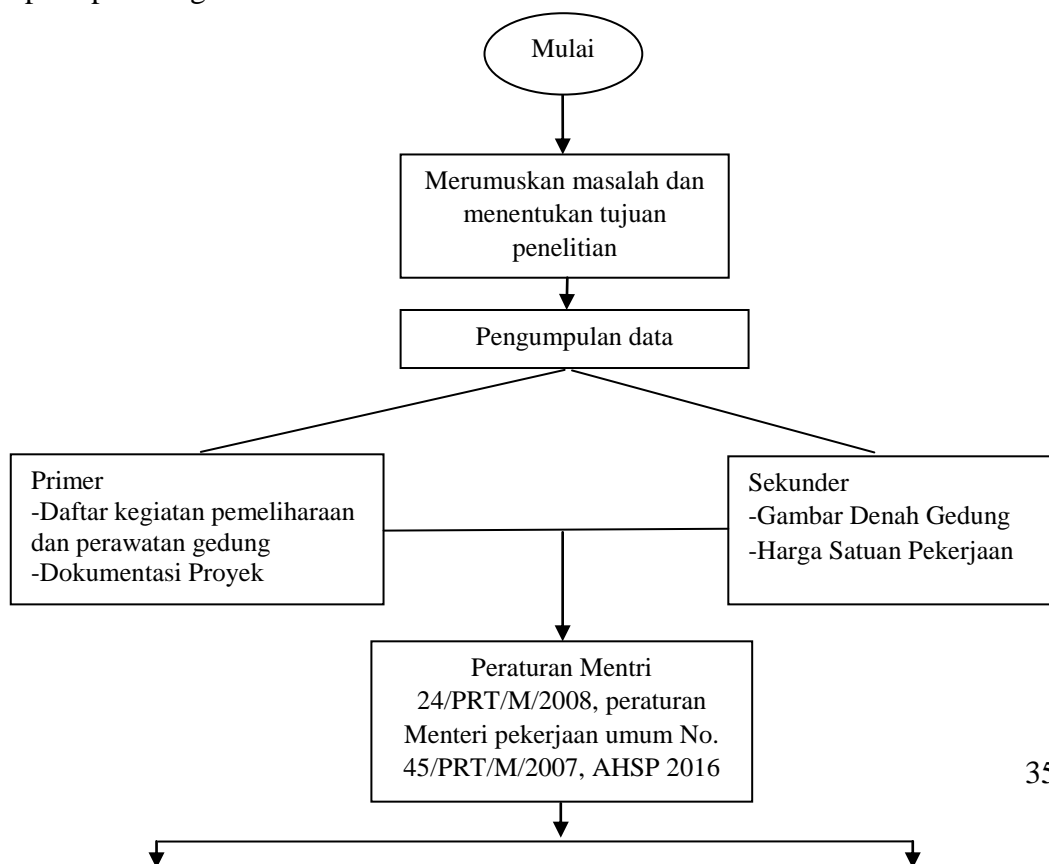 Mulai
Merumuskan masalah dan
menentukan tujuan
penelitian
Pengumpulan data
Primer
-Daftar kegiatan pemeliharaan
dan perawatan gedung
-Dokumentasi Proyek
Sekunder
-Gambar Denah Gedung
-Harga Satuan Pekerjaan
Peraturan Mentri
24/PRT/M/2008, peraturan
Menteri pekerjaan umum No.
45/PRT/M/2007, AHSP 2016
35